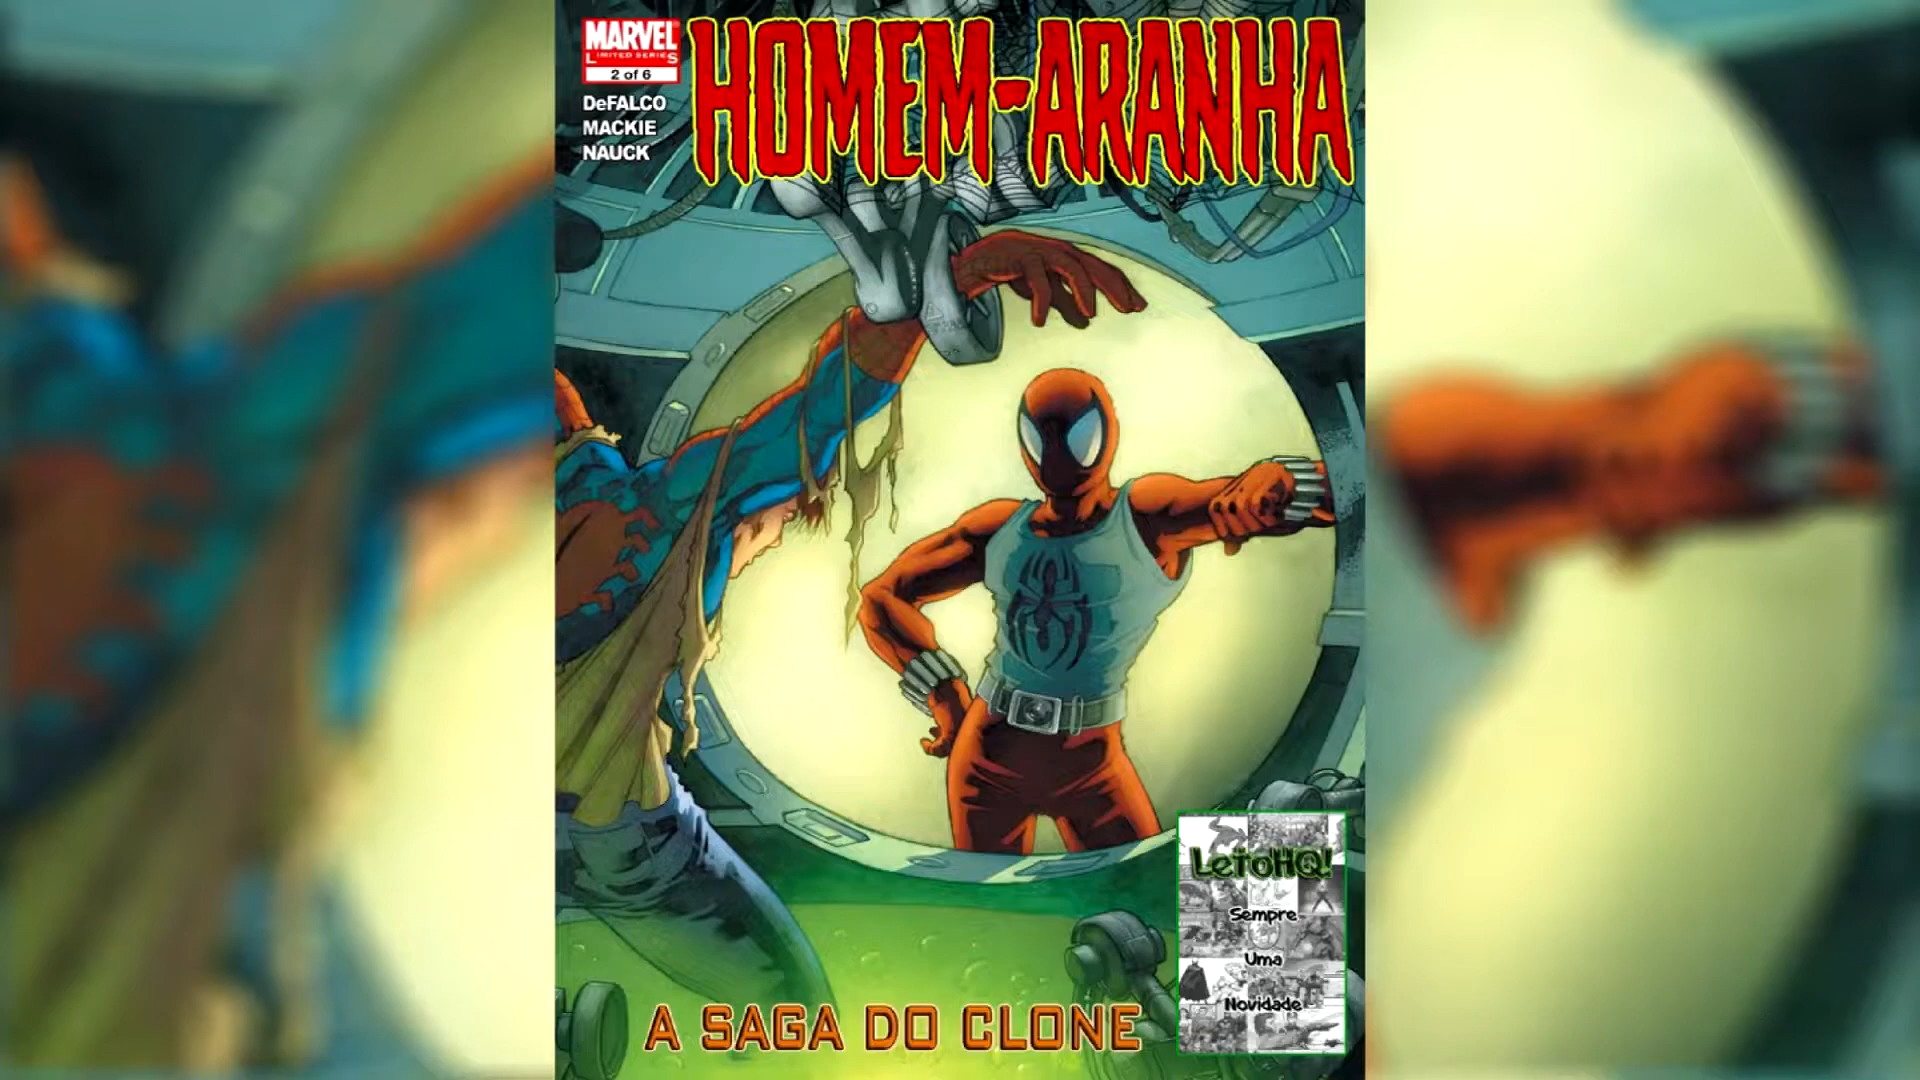 MARVEL
LIMITED SERIES
2 of 6
DeFALCO
MACKIE
NAUCK
HOMEM-ARANHA
LeToHQ!
Sempre
Uma
Novidade
A SAGA DO CLONE